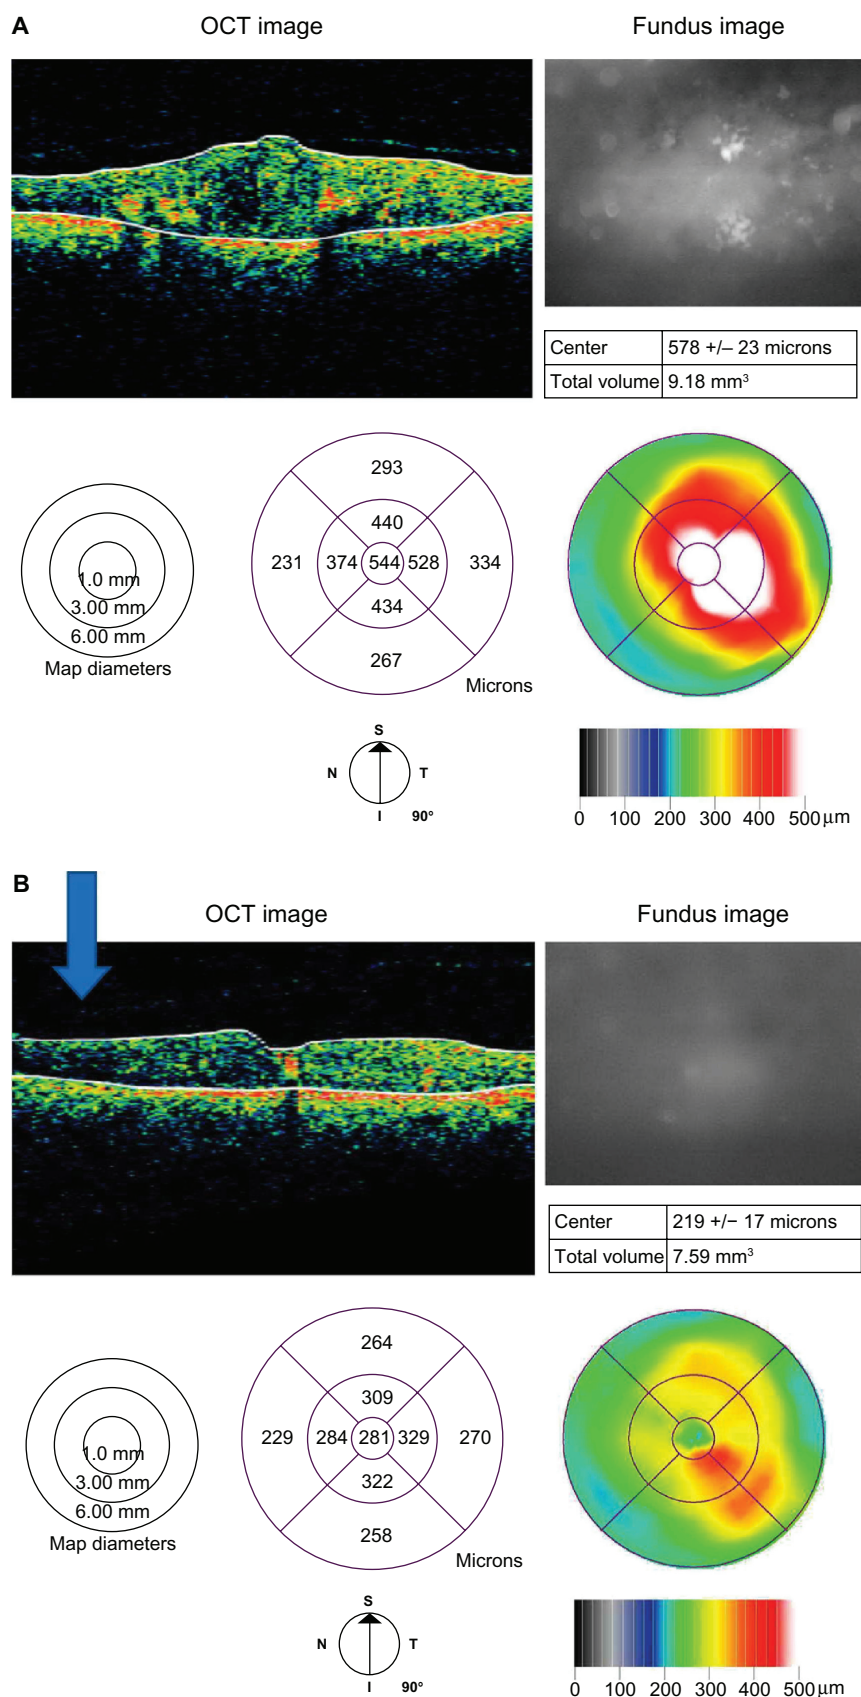 A
OCT image
Fundus image
Center 578 +/– 23 microns
Total volume 9.18 mm³
1.0 mm
3.00 mm
6.00 mm
Map diameters
293
440
231 374 544 528 334
434
267
Microns
S
N T
I 90°
0 100 200 300 400 500 µm
B
OCT image
Fundus image
Center 219 +/− 17 microns
Total volume 7.59 mm³
1.0 mm
3.00 mm
6.00 mm
Map diameters
264
309
229 284 281 329 270
322
258
Microns
S
N T
I 90°
0 100 200 300 400 500 µm